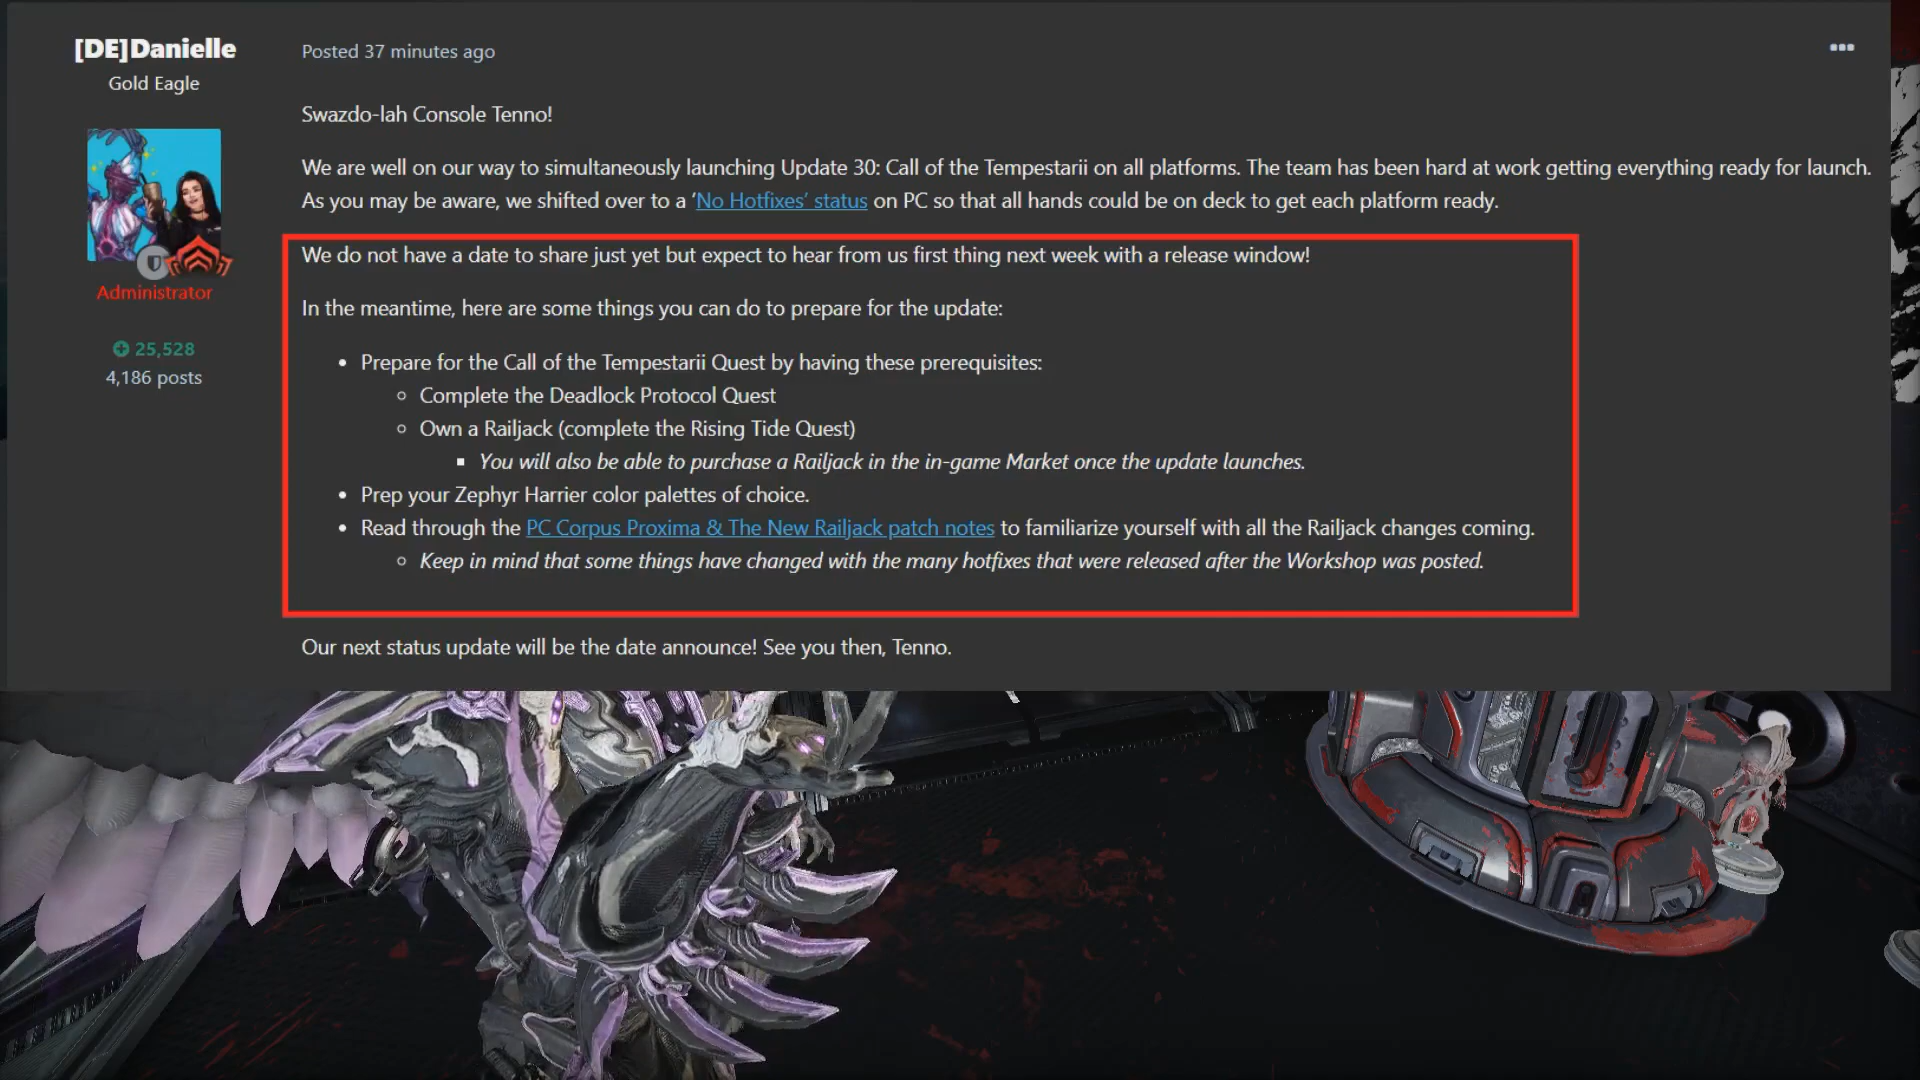 [DE]Danielle
Gold Eagle
Administrator
25,528
4,186 posts
Posted 37 minutes ago
Swazdo-lah Console Tenno!
We are well on our way to simultaneously launching Update 30: Call of the Tempestarii on all platforms. The team has been hard at work getting everything ready for launch.
As you may be aware, we shifted over to a ‘No Hotfixes’ status on PC so that all hands could be on deck to get each platform ready.
We do not have a date to share just yet but expect to hear from us first thing next week with a release window!
In the meantime, here are some things you can do to prepare for the update:
• Prepare for the Call of the Tempestarii Quest by having these prerequisites:
◦ Complete the Deadlock Protocol Quest
◦ Own a Railjack (complete the Rising Tide Quest)
▪ You will also be able to purchase a Railjack in the in-game Market once the update launches.
• Prep your Zephyr Harrier color palettes of choice.
• Read through the PC Corpus Proxima & The New Railjack patch notes to familiarize yourself with all the Railjack changes coming.
◦ Keep in mind that some things have changed with the many hotfixes that were released after the Workshop was posted.
Our next status update will be the date announce! See you then, Tenno.